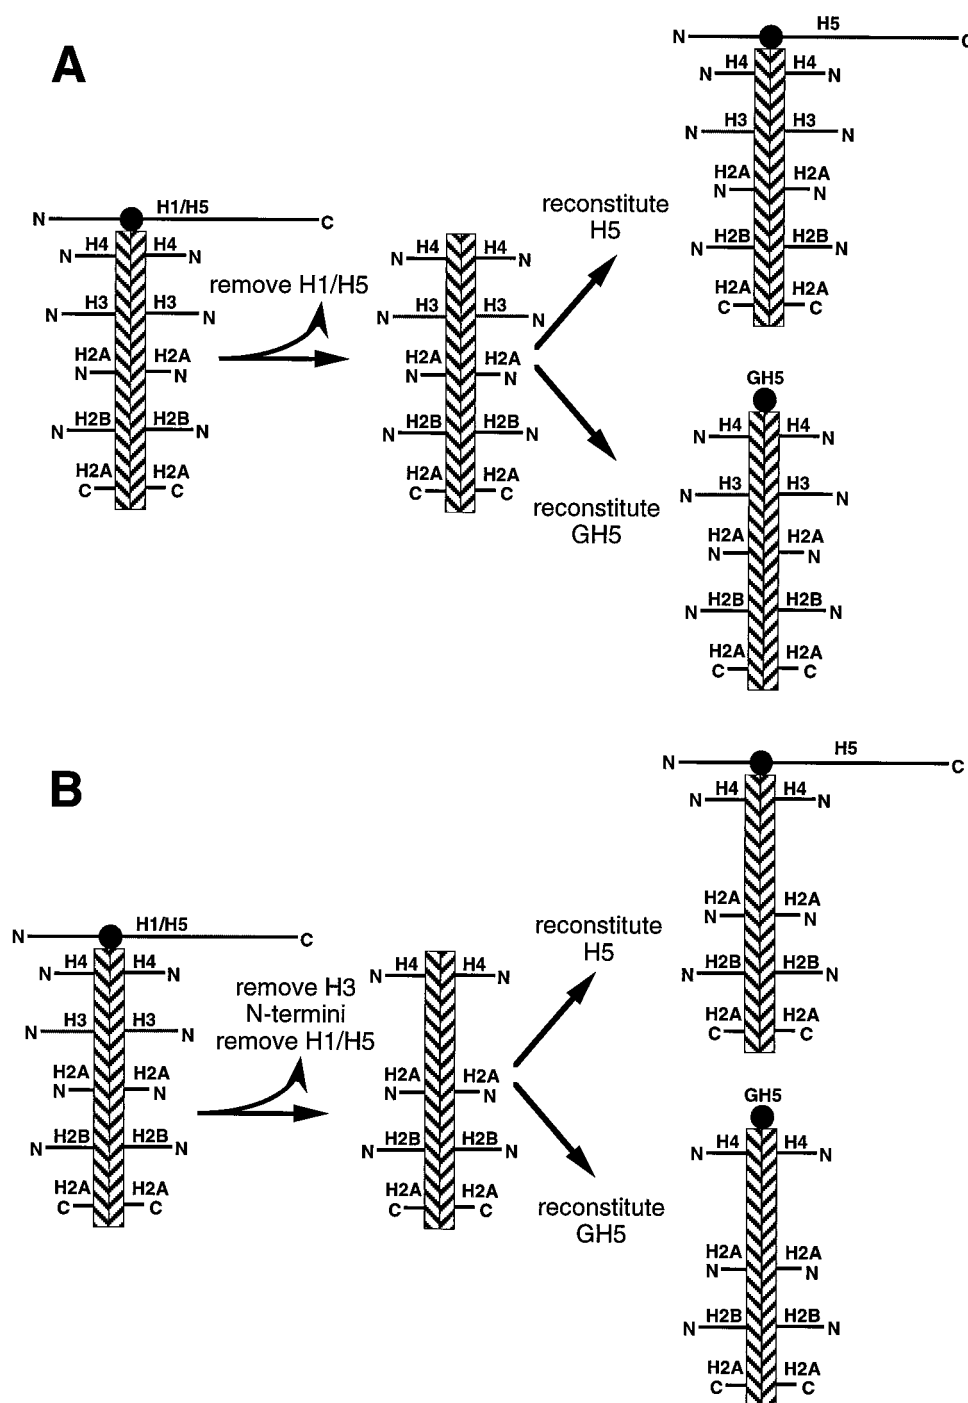 A
N H1/H5 C
N H4 H4 N
N H3 H3 N
H2A H2A
N N
N H2B H2B N
H2A H2A
C C
remove H1/H5
N H4 H4 N
N H3 H3 N
H2A H2A
N N
N H2B H2B N
H2A H2A
C C
reconstitute
H5
N H5 C
N H4 H4 N
N H3 H3 N
H2A H2A
N N
N H2B H2B N
H2A H2A
C C
reconstitute
GH5
GH5
N H4 H4 N
N H3 H3 N
H2A H2A
N N
N H2B H2B N
H2A H2A
C C
B
N H1/H5 C
N H4 H4 N
N H3 H3 N
H2A H2A
N N
N H2B H2B N
H2A H2A
C C
remove H3
N-termini
remove H1/H5
N H4 H4 N
H2A H2A
N N
N H2B H2B N
H2A H2A
C C
reconstitute
H5
N H5 C
N H4 H4 N
H2A H2A
N N
N H2B H2B N
H2A H2A
C C
reconstitute
GH5
GH5
N H4 H4 N
H2A H2A
N N
N H2B H2B N
H2A H2A
C C